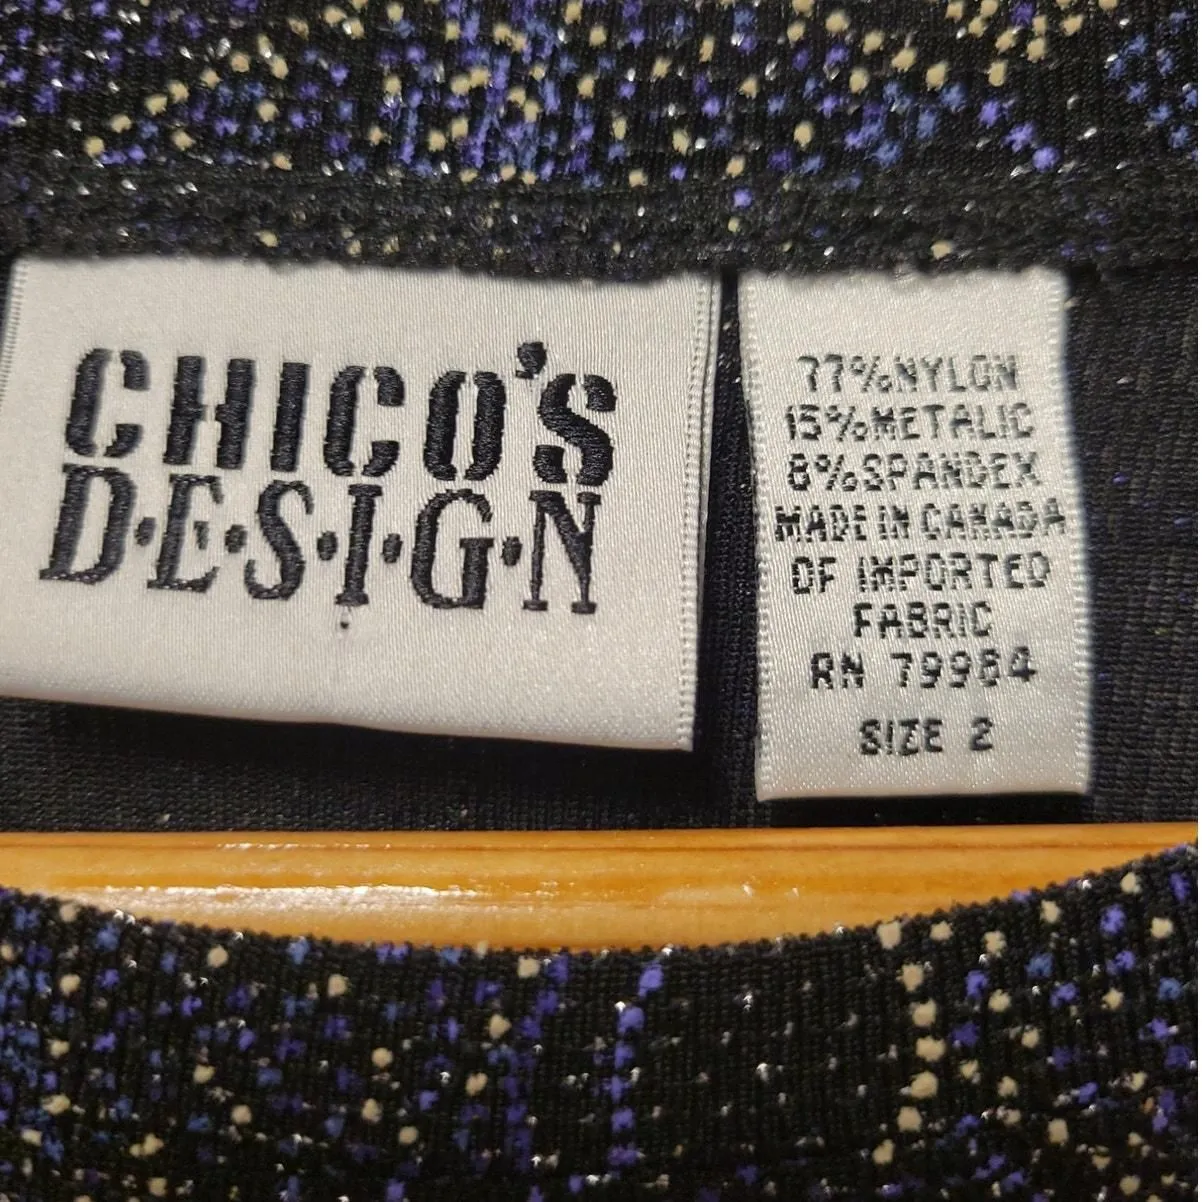 CHICO'S
D·E·S·I·G·N
77%NYLON
15%METALIC
8%SPANDEX
MADE IN CANADA
OF IMPORTED
FABRIC
RN 79984
SIZE 2